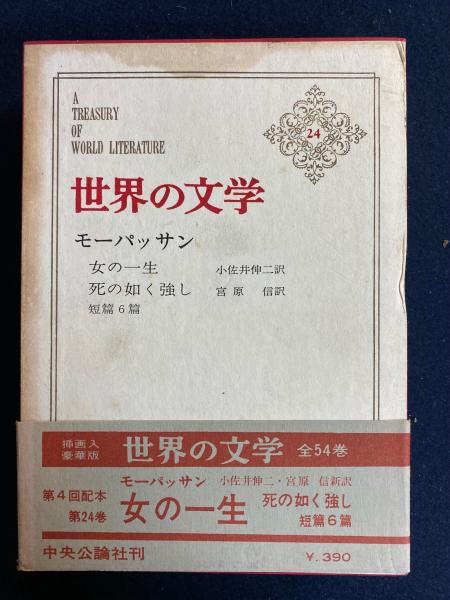 A
TREASURY
OF
WORLD LITERATURE
24
世界の文学
モーパッサン
女の一生 小佐井伸二訳
死の如く強し 宮原 信訳
短篇6篇
挿画入
豪華版
世界の文学 全54巻
モーパッサン 小佐井伸二・宮原 信新訳
第4回配本
第24巻
女の一生
死の如く強し
短篇6篇
中央公論社刊 ¥.390